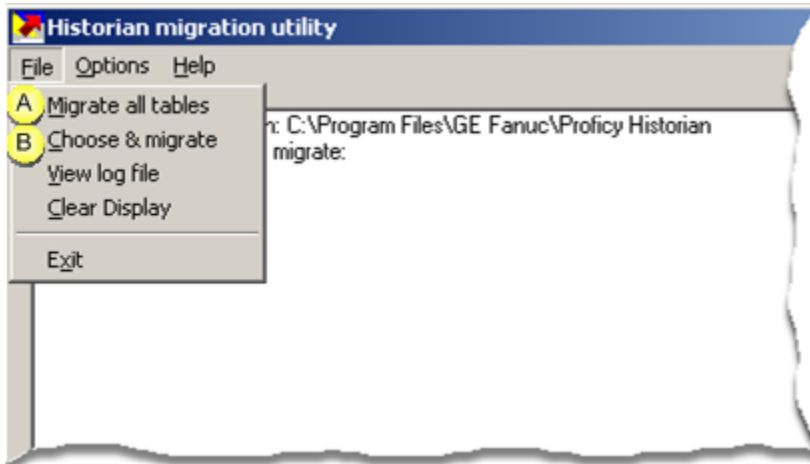 Historian migration utility
File Options Help
A Migrate all tables
n: C:\Program Files\GE Fanuc\Proficy Historian
B Choose & migrate
migrate:
View log file
Clear Display
Exit